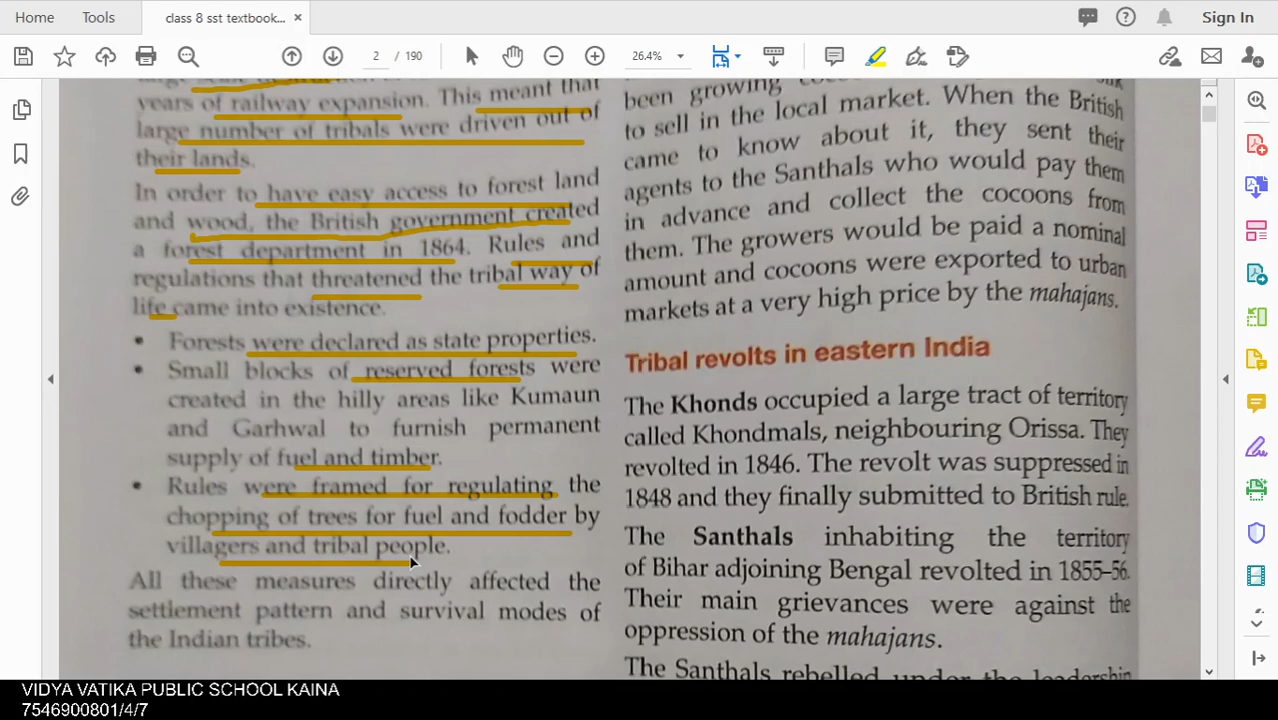 Home
Tools
class 8 sst textbook...
Sign In
2 / 190
26.4%
years of railway expansion. This meant that
large number of tribals were driven out of
their lands.
In order to have easy access to forest land
and wood, the British government created
a forest department in 1864. Rules and
regulations that threatened the tribal way of
life came into existence.
• Forests were declared as state properties.
• Small blocks of reserved forests were
created in the hilly areas like Kumaun
and Garhwal to furnish permanent
supply of fuel and timber.
• Rules were framed for regulating the
chopping of trees for fuel and fodder by
villagers and tribal people.
All these measures directly affected the
settlement pattern and survival modes of
the Indian tribes.
been growing
to sell in the local market. When the British
came to know about it, they sent their
agents to the Santhals who would pay them
in advance and collect the cocoons from
them. The growers would be paid a nominal
amount and cocoons were exported to urban
markets at a very high price by the mahajans.
Tribal revolts in eastern India
The Khonds occupied a large tract of territory
called Khondmals, neighbouring Orissa. They
revolted in 1846. The revolt was suppressed in
1848 and they finally submitted to British rule.
The Santhals inhabiting the territory
of Bihar adjoining Bengal revolted in 1855–56.
Their main grievances were against the
oppression of the mahajans.
The Santhals rebelled under the leadership
VIDYA VATIKA PUBLIC SCHOOL KAINA
7546900801/4/7